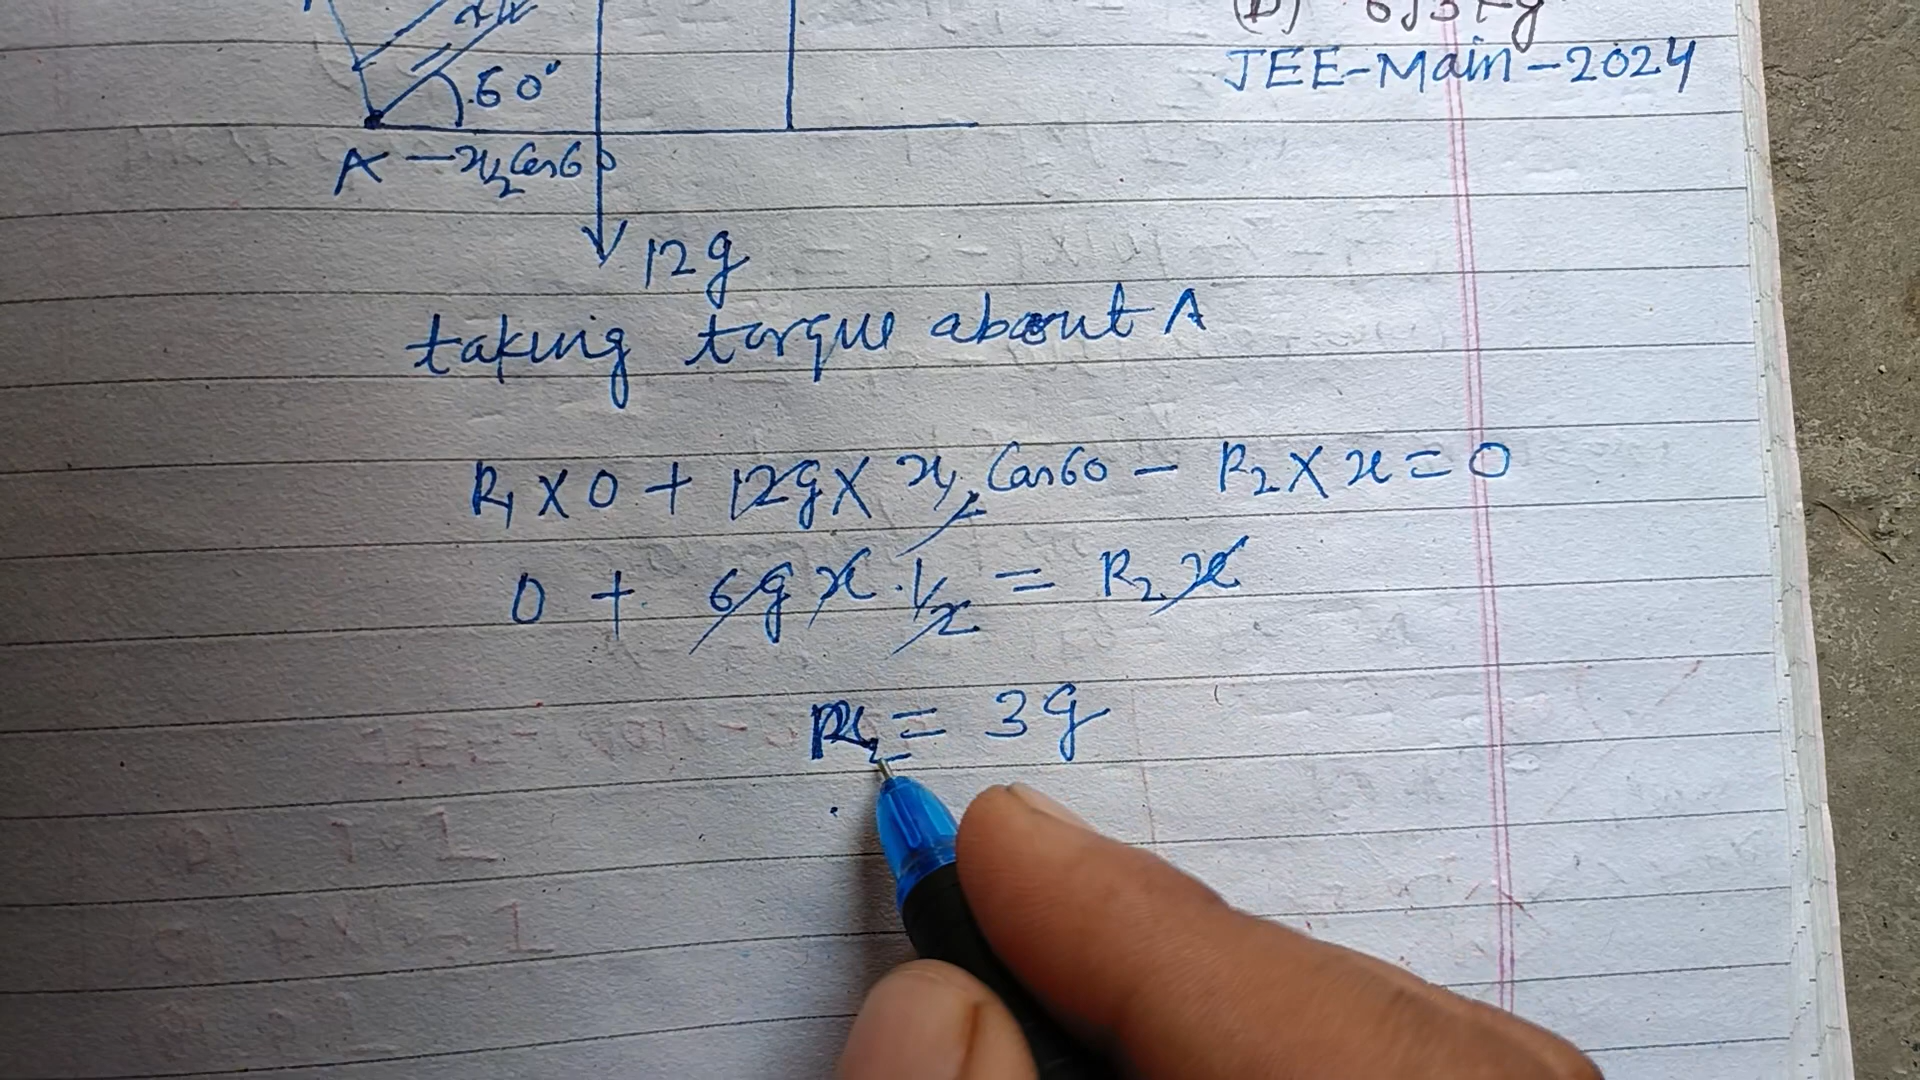 60°
JEE-Main-2024
A - x/2 Cos60
12g
taking torque about A
R₁ × 0 + 12g × x/2 Cos60 - R₂ × x = 0
0 + 6g x · 1/2 = R₂ x
= 3g